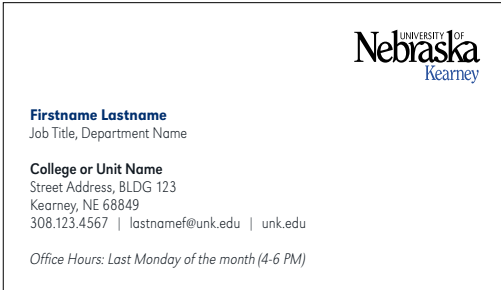 UNIVERSITY OF
Nebraska
Kearney
Firstname Lastname
Job Title, Department Name
College or Unit Name
Street Address, BLDG 123
Kearney, NE 68849
308.123.4567 | lastnamef@unk.edu | unk.edu
Office Hours: Last Monday of the month (4-6 PM)